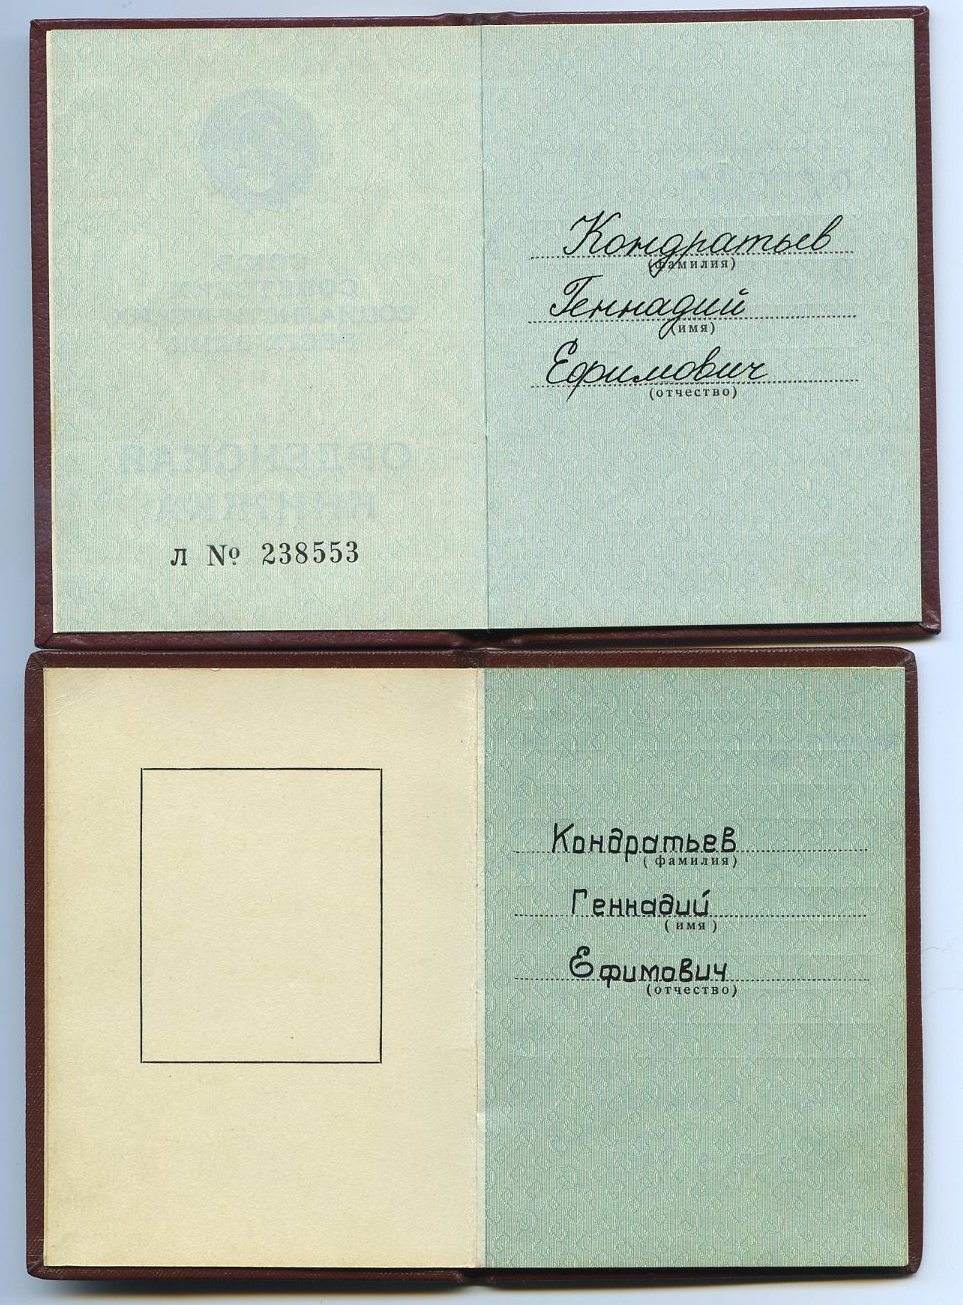 л № 238553
Кондратьев
(фамилия)
Геннадий
(имя)
Ефимович
(отчество)
Кондратьев
(фамилия)
Геннадий
(имя)
Ефимович
(отчество)